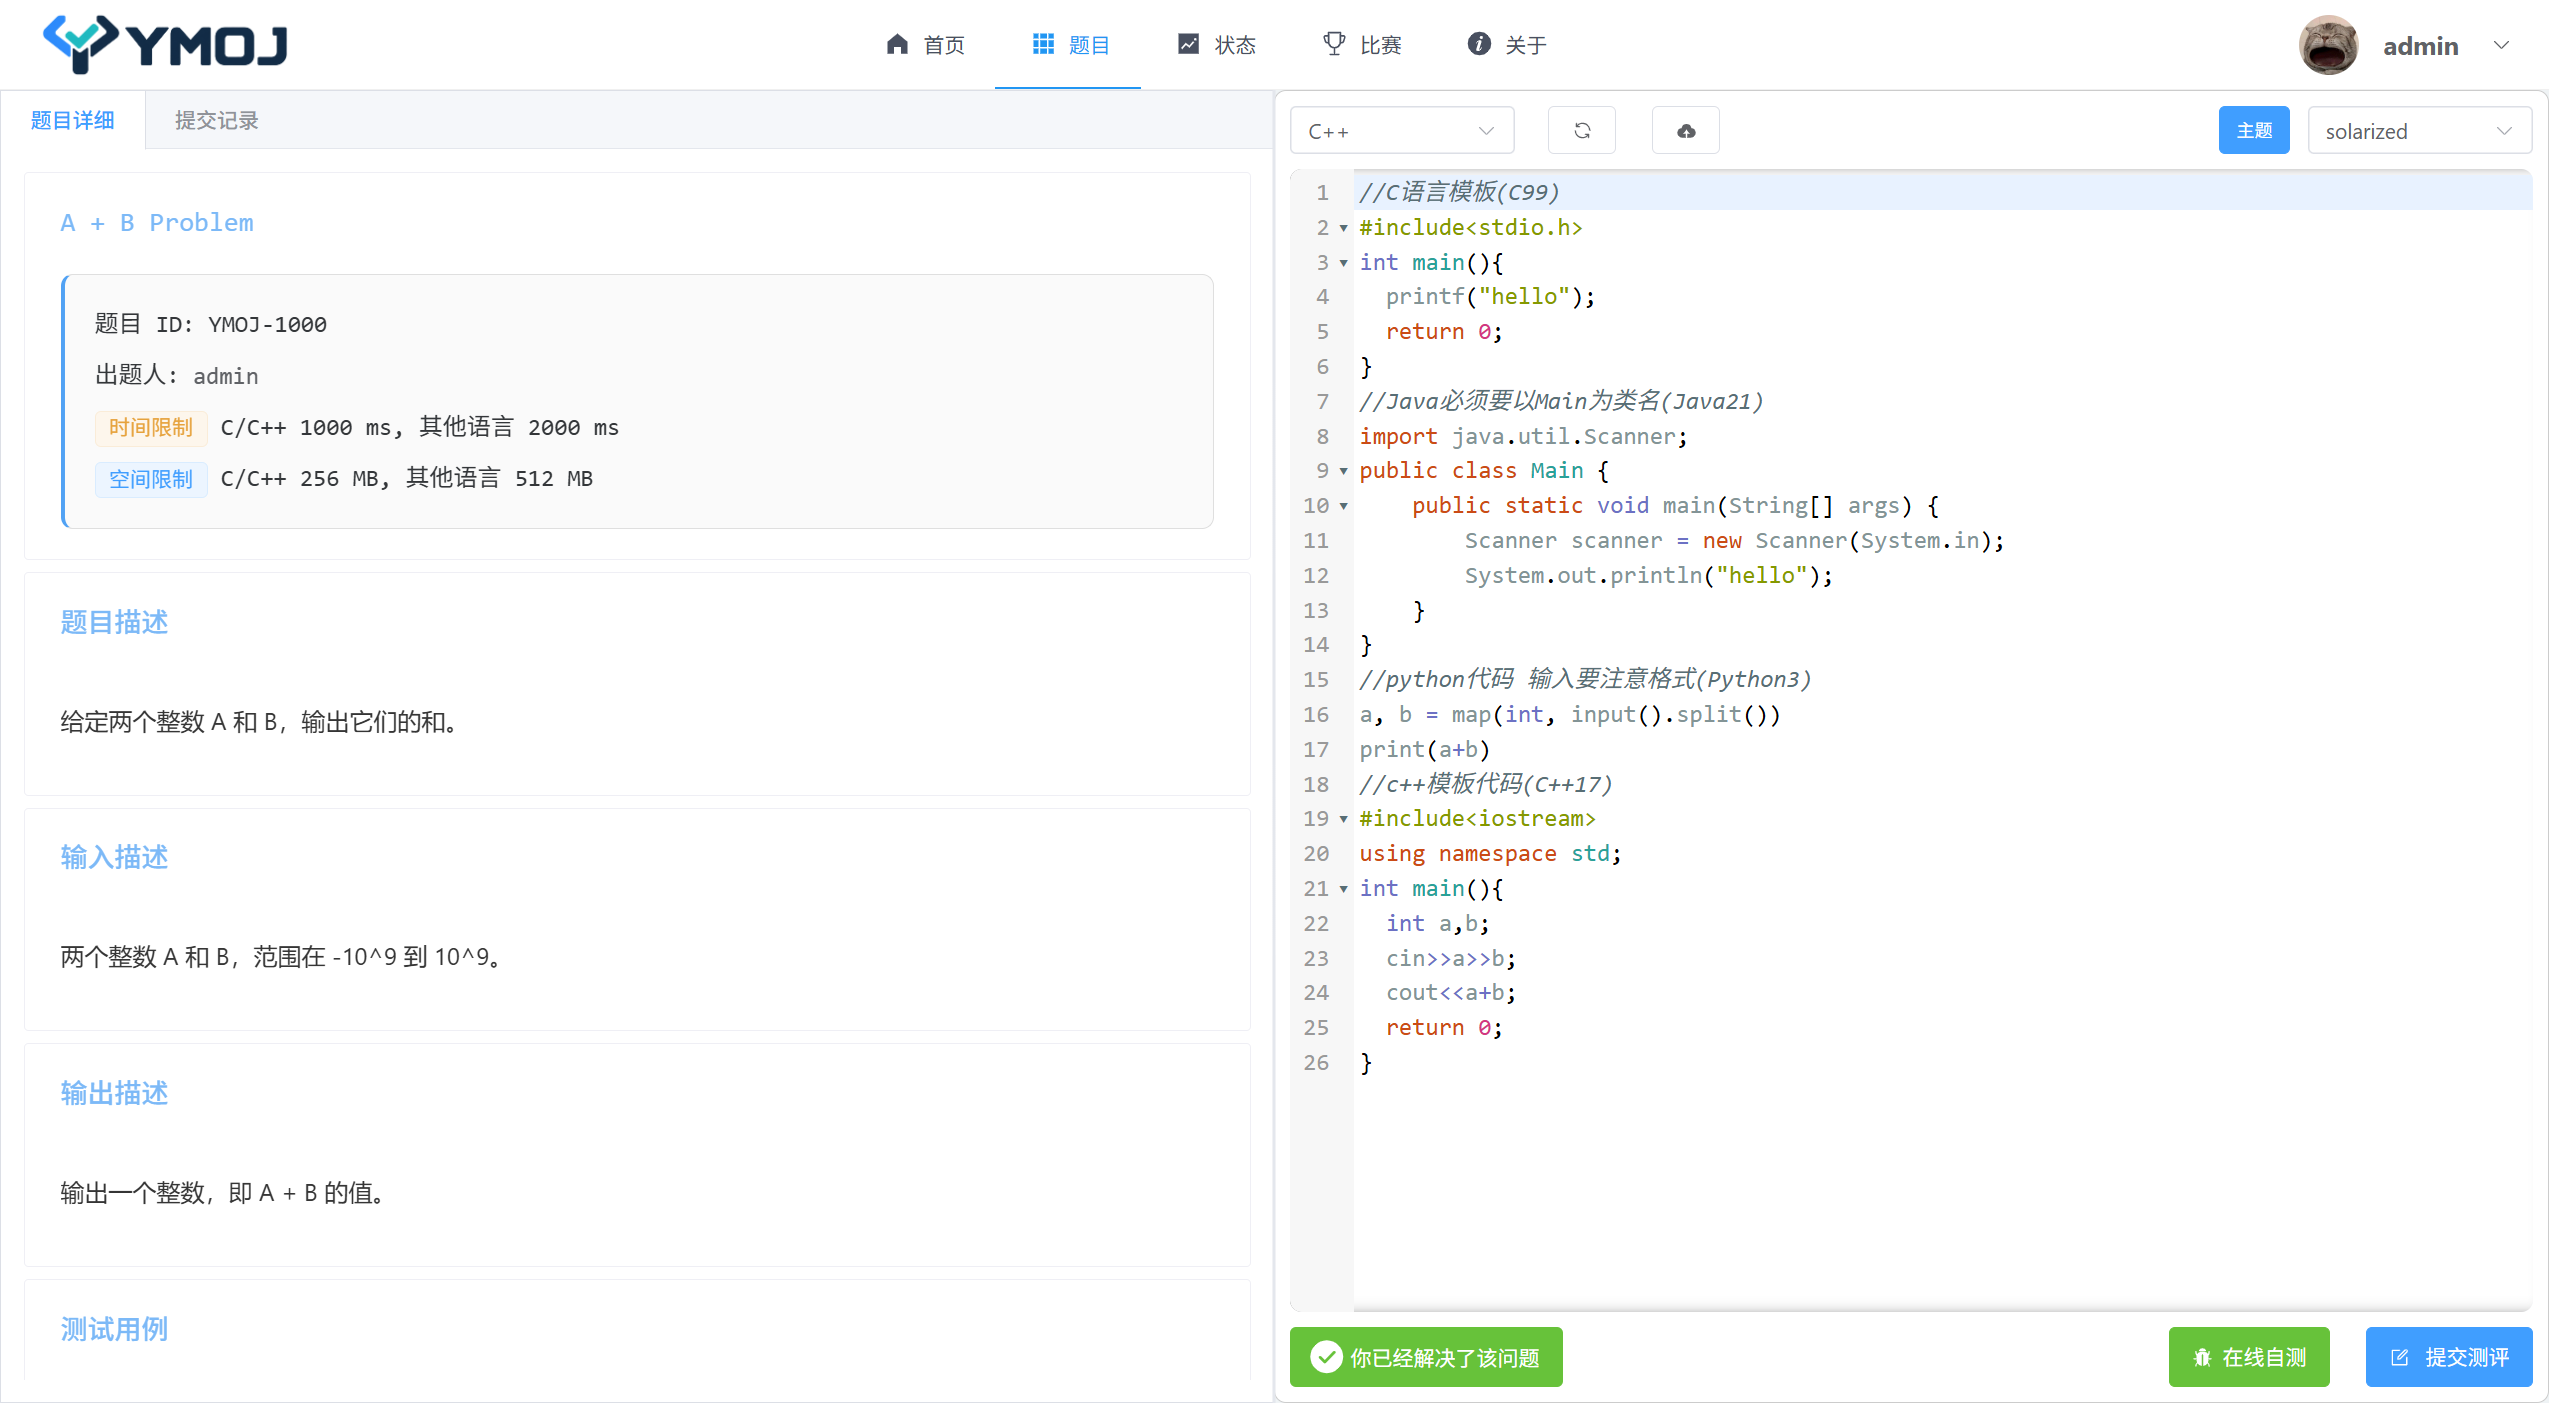 YMOJ
首页 题目 状态 比赛 关于
admin
题目详细 提交记录
A + B Problem
题目 ID: YMOJ-1000
出题人: admin
时间限制 C/C++ 1000 ms, 其他语言 2000 ms
空间限制 C/C++ 256 MB, 其他语言 512 MB
题目描述
给定两个整数 A 和 B，输出它们的和。
输入描述
两个整数 A 和 B，范围在 -10^9 到 10^9。
输出描述
输出一个整数，即 A + B 的值。
测试用例
C++ 主题 solarized
1 //C语言模板(C99)
2 #include<stdio.h>
3 int main(){
4   printf("hello");
5   return 0;
6 }
7 //Java必须要以Main为类名(Java21)
8 import java.util.Scanner;
9 public class Main {
10     public static void main(String[] args) {
11         Scanner scanner = new Scanner(System.in);
12         System.out.println("hello");
13     }
14 }
15 //python代码 输入要注意格式(Python3)
16 a, b = map(int, input().split())
17 print(a+b)
18 //c++模板代码(C++17)
19 #include<iostream>
20 using namespace std;
21 int main(){
22   int a,b;
23   cin>>a>>b;
24   cout<<a+b;
25   return 0;
26 }
你已经解决了该问题 在线自测 提交测评